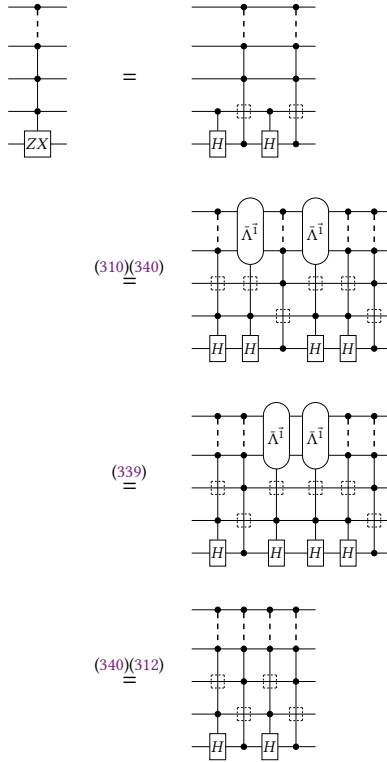 ZX
=
H H
(310)(340)
=
Λ̄^{1⃗} Λ̄^{1⃗}
H H H H
(339)
=
Λ̄^{1⃗} Λ̄^{1⃗}
H H H H
(340)(312)
=
H H